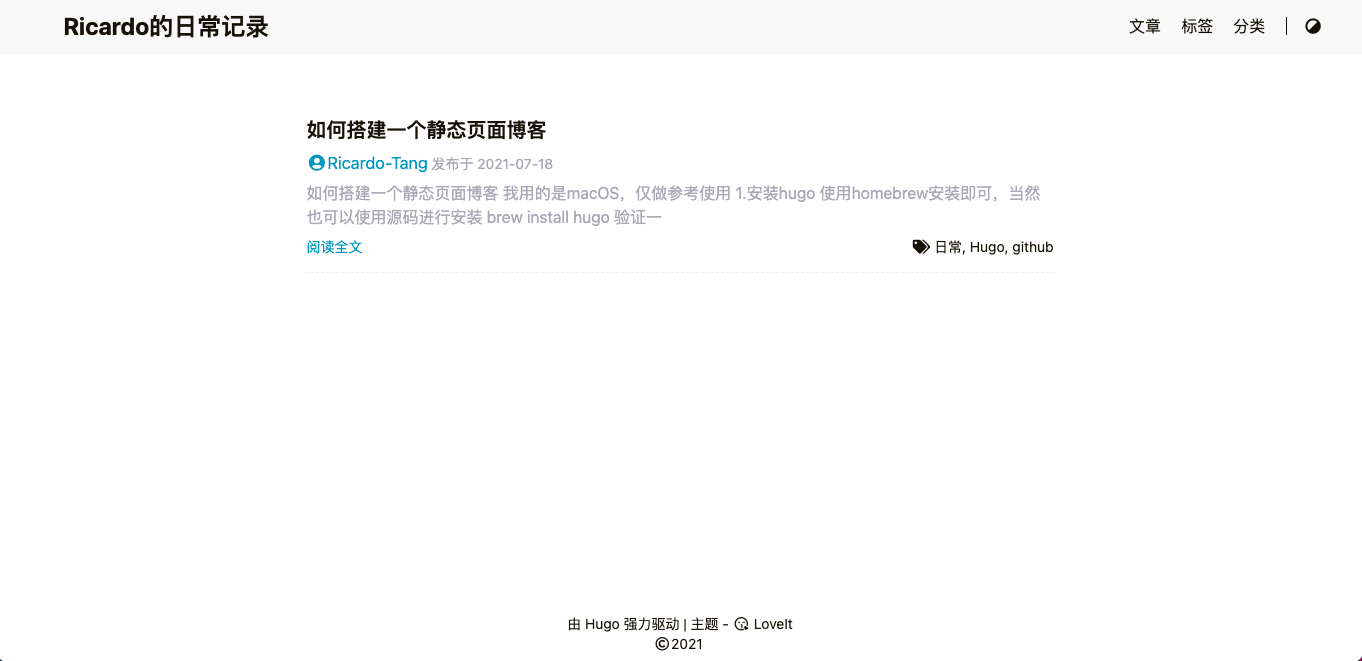 Ricardo的日常记录
文章 标签 分类
如何搭建一个静态页面博客
Ricardo-Tang 发布于 2021-07-18
如何搭建一个静态页面博客 我用的是macOS，仅做参考使用 1.安装hugo 使用homebrew安装即可，当然
也可以使用源码进行安装 brew install hugo 验证一
阅读全文
日常, Hugo, github
由 Hugo 强力驱动 | 主题 - LoveIt
©2021